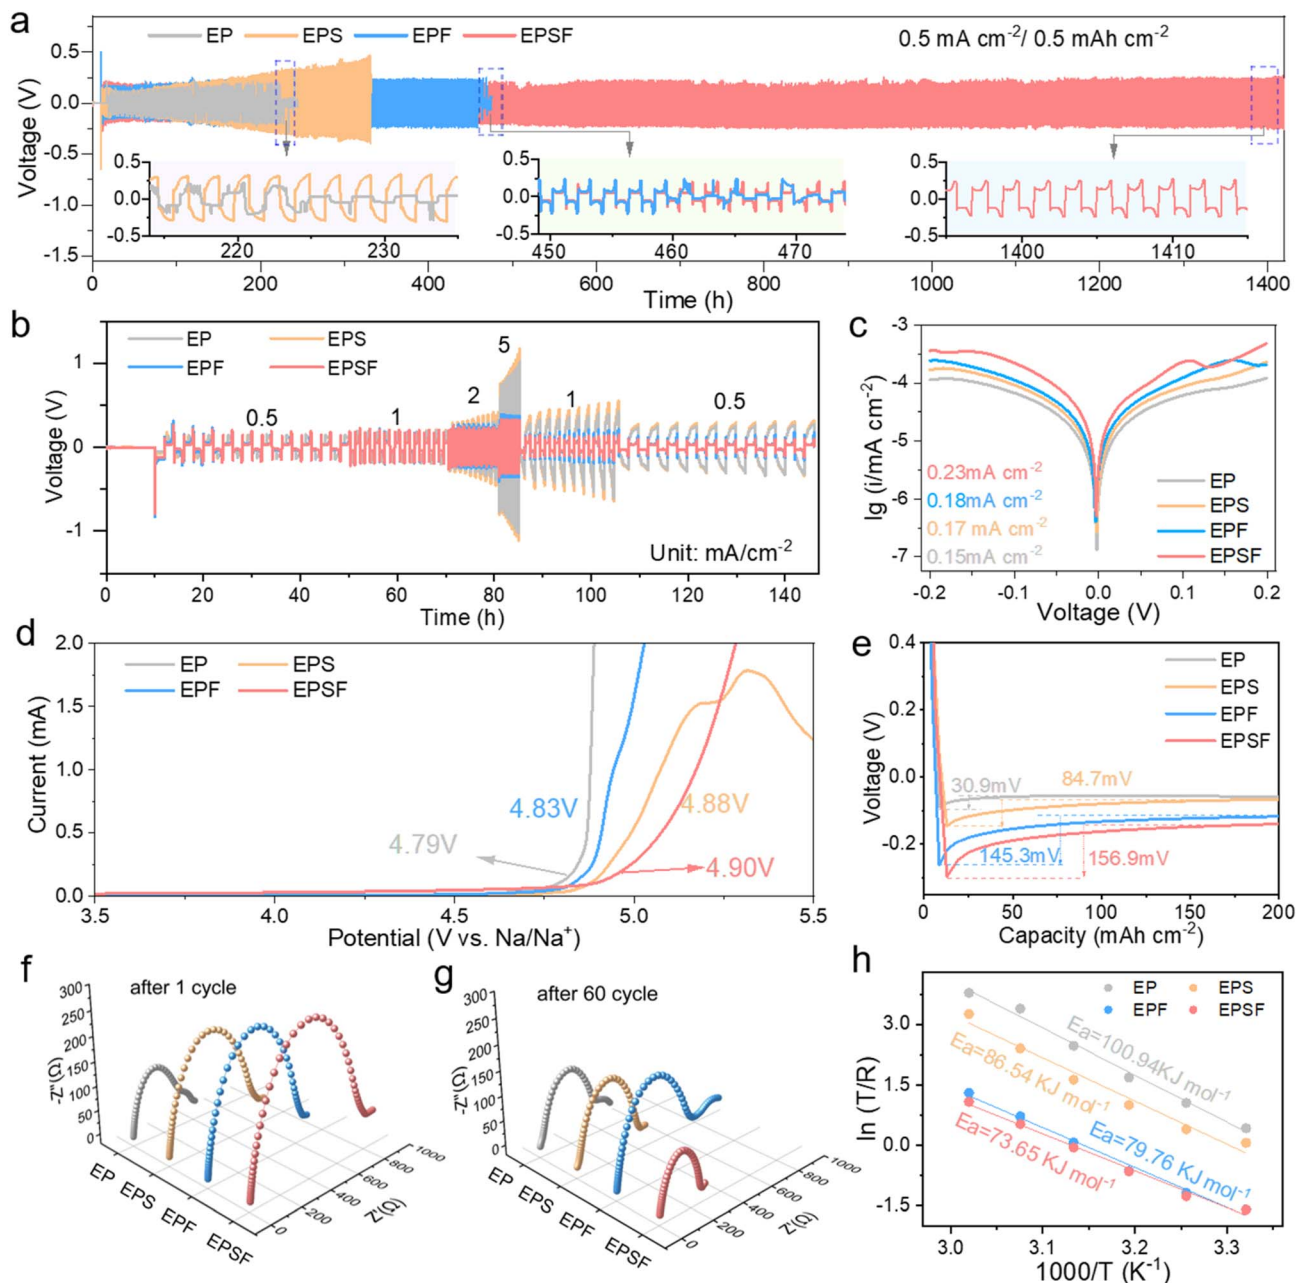 a
EP EPS EPF EPSF
0.5 mA cm-2/ 0.5 mAh cm-2
Voltage (V)
0.5
0.0
-0.5
-1.0
-1.5
0.5
0.0
-0.5
220 230
0.5
0.0
-0.5
450 460 470
0.5
0.0
-0.5
1400 1410
0 200 400 600 800 1000 1200 1400
Time (h)
b
EP EPS
EPF EPSF
Voltage (V)
1
0
-1
0.5 1 2 5 1 0.5
Unit: mA/cm-2
0 20 40 60 80 100 120 140
Time (h)
c
lg (i/mA cm-2)
-3
-4
-5
-6
-7
0.23mA cm-2
0.18mA cm-2
0.17 mA cm-2
0.15mA cm-2
EP
EPS
EPF
EPSF
-0.2 -0.1 0.0 0.1 0.2
Voltage (V)
d
EP EPS
EPF EPSF
Current (mA)
2.0
1.5
1.0
0.5
0.0
4.79V
4.83V
4.88V
4.90V
3.5 4.0 4.5 5.0 5.5
Potential (V vs. Na/Na+)
e
Voltage (V)
0.4
0.2
0.0
-0.2
EP
EPS
EPF
EPSF
30.9mV
84.7mV
145.3mV
156.9mV
0 50 100 150 200
Capacity (mAh cm-2)
f
after 1 cycle
-Z''(Ω)
300
250
200
150
100
50
0
EP
EPS
EPF
EPSF
0
200
400
600
800
1000
Z'(Ω)
g
after 60 cycle
-Z''(Ω)
300
250
200
150
100
50
0
EP
EPS
EPF
EPSF
0
200
400
600
800
1000
Z'(Ω)
h
EP EPS
EPF EPSF
ln (T/R)
3.0
1.5
0.0
-1.5
Ea=100.94KJ mol-1
Ea=86.54 KJ mol-1
Ea=79.76 KJ mol-1
Ea=73.65 KJ mol-1
3.0 3.1 3.2 3.3
1000/T (K-1)